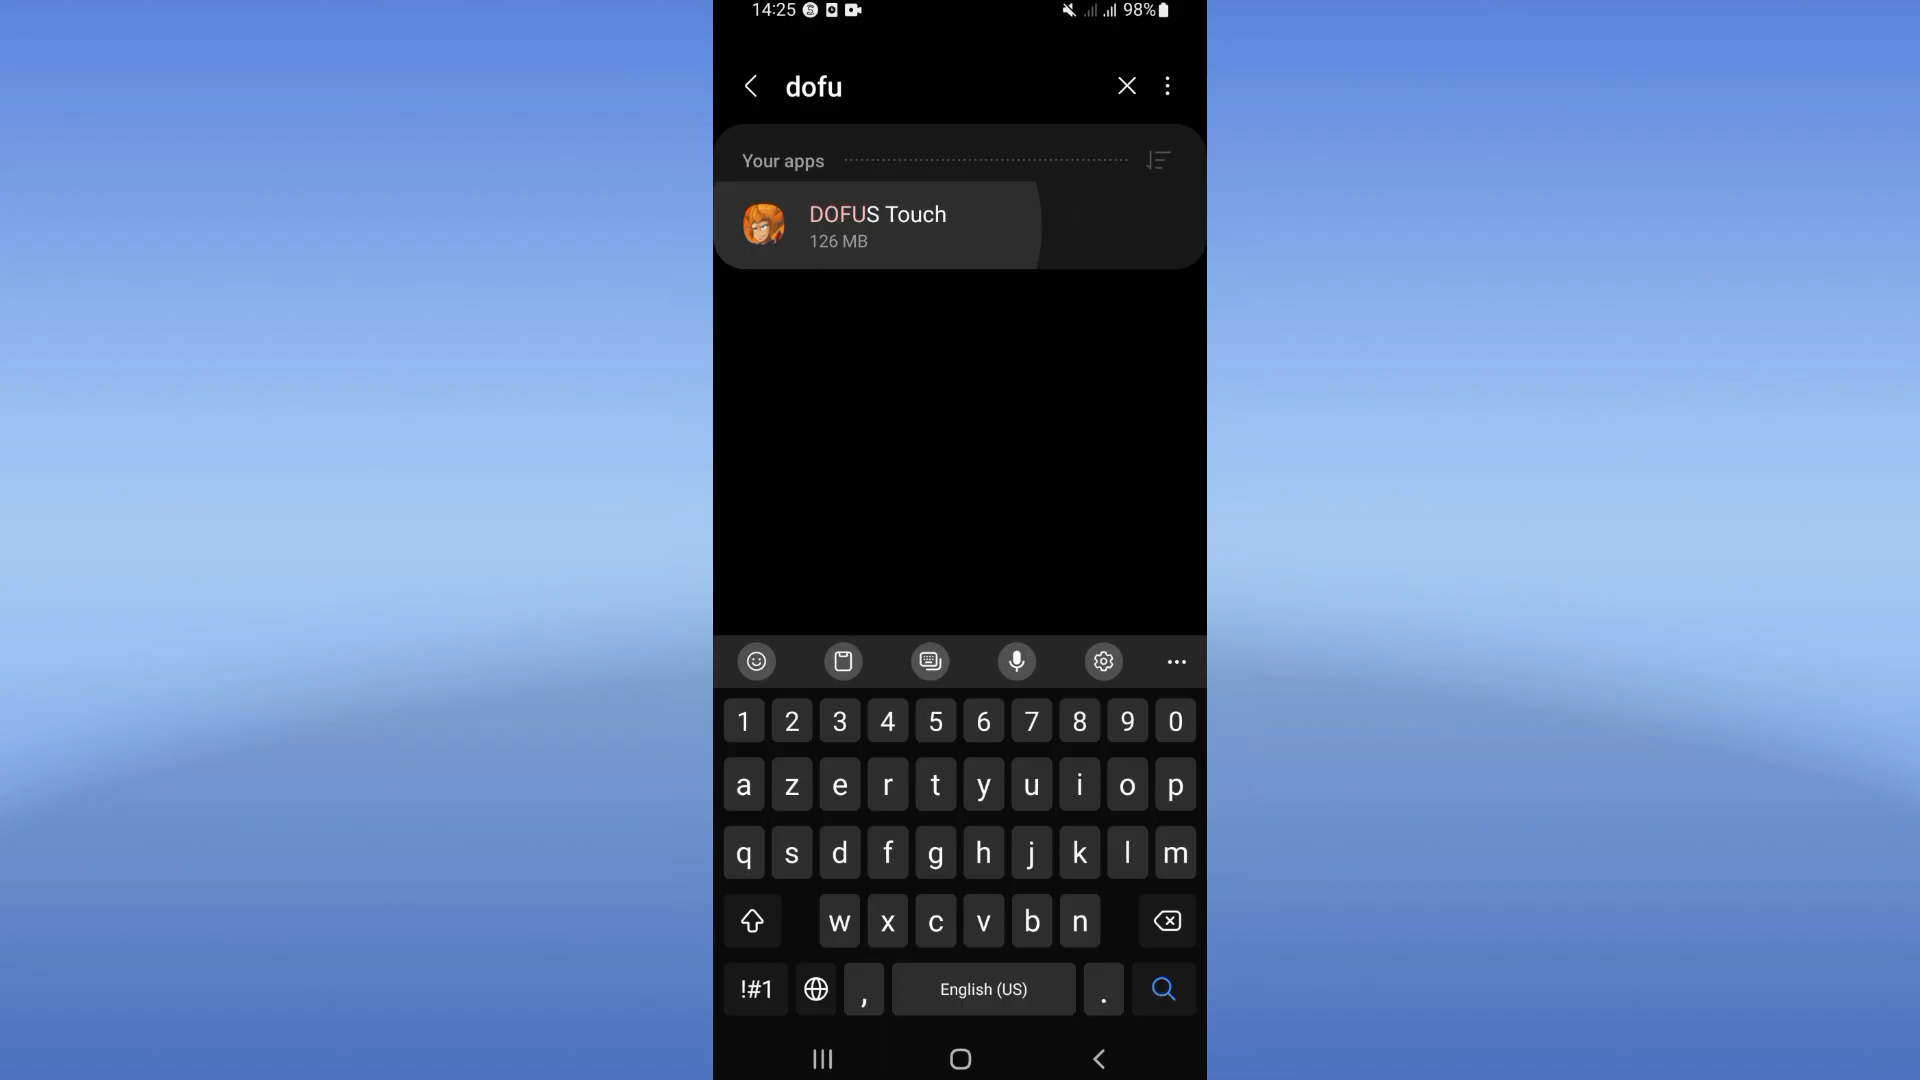 14:25 98%
dofu
Your apps
DOFUS Touch
126 MB
1 2 3 4 5 6 7 8 9 0
a z e r t y u i o p
q s d f g h j k l m
w x c v b n
!#1 , English (US) .